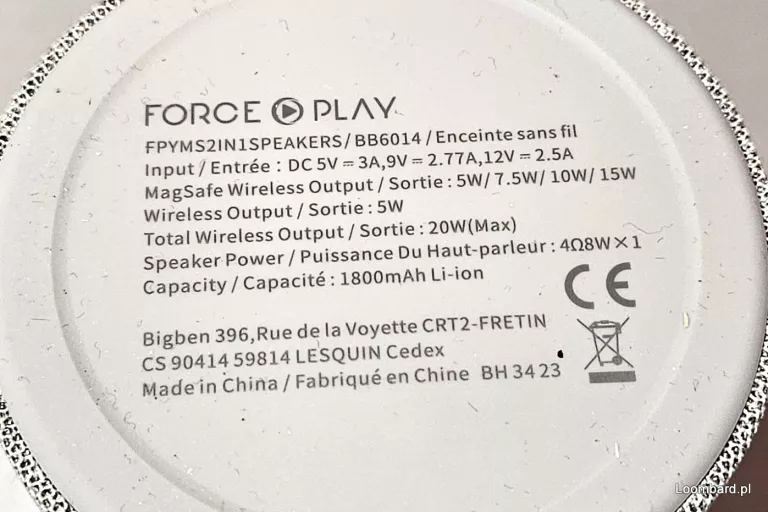 FORCE PLAY
FPYMS2IN1SPEAKERS/BB6014/Enceinte sans fil
Input/Entrée : DC 5V⎓3A,9V⎓2.77A,12V⎓2.5A
MagSafe Wireless Output/Sortie : 5W/7.5W/10W/15W
Wireless Output/Sortie : 5W
Total Wireless Output/Sortie : 20W(Max)
Speaker Power/Puissance Du Haut-parleur : 4Ω8W×1
Capacity/Capacité : 1800mAh Li-ion
CE
Bigben 396,Rue de la Voyette CRT2-FRETIN
CS 90414 59814 LESQUIN Cedex
Made in China/Fabriqué en Chine BH 34 23
Loombard.pl